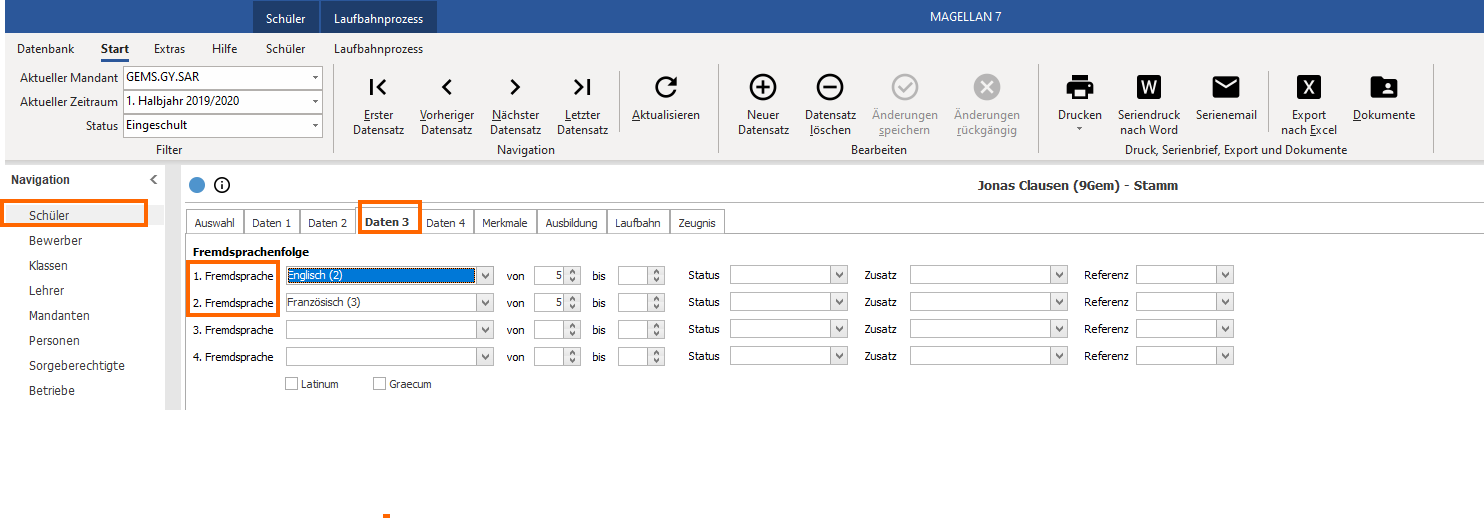 Schüler Laufbahnprozess MAGELLAN 7
Datenbank Start Extras Hilfe Schüler Laufbahnprozess
Aktueller Mandant GEMS.GY.SAR
Aktueller Zeitraum 1. Halbjahr 2019/2020
Status Eingeschult
Filter
Erster Datensatz
Vorheriger Datensatz
Nächster Datensatz
Letzter Datensatz
Aktualisieren
Navigation
Neuer Datensatz
Datensatz löschen
Änderungen speichern
Änderungen rückgängig
Bearbeiten
Drucken
W
Seriendruck nach Word
Serienemail
X
Export nach Excel
Dokumente
Druck, Serienbrief, Export und Dokumente
Navigation
Schüler
Bewerber
Klassen
Lehrer
Mandanten
Personen
Sorgeberechtigte
Betriebe
Jonas Clausen (9Gem) - Stamm
Auswahl Daten 1 Daten 2 Daten 3 Daten 4 Merkmale Ausbildung Laufbahn Zeugnis
Fremdsprachenfolge
1. Fremdsprache Englisch (2) von 5 bis Status Zusatz Referenz
2. Fremdsprache Französisch (3) von 5 bis Status Zusatz Referenz
3. Fremdsprache von bis Status Zusatz Referenz
4. Fremdsprache von bis Status Zusatz Referenz
Latinum Graecum